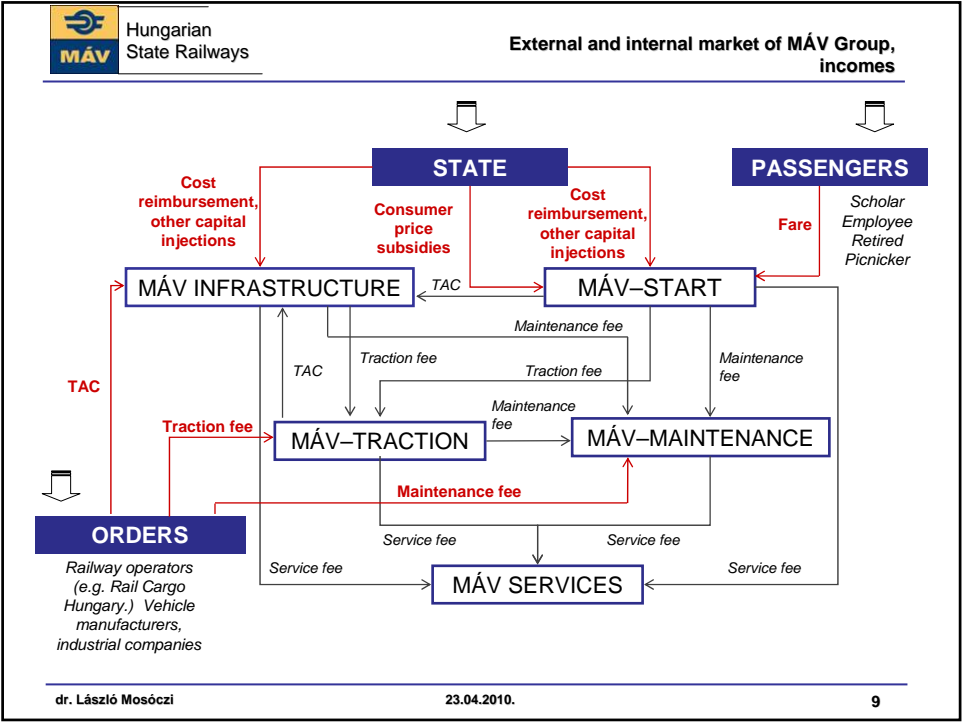 MÁV
Hungarian
State Railways
External and internal market of MÁV Group,
incomes
STATE
PASSENGERS
Cost
reimbursement,
other capital
injections
Consumer
price
subsidies
Cost
reimbursement,
other capital
injections
Fare
Scholar
Employee
Retired
Picnicker
MÁV INFRASTRUCTURE
TAC
MÁV–START
Maintenance fee
TAC
Traction fee
Traction fee
Maintenance
fee
TAC
Maintenance
fee
Traction fee
MÁV–TRACTION
MÁV–MAINTENANCE
Maintenance fee
ORDERS
Service fee
Service fee
Railway operators
(e.g. Rail Cargo
Hungary.) Vehicle
manufacturers,
industrial companies
Service fee
MÁV SERVICES
Service fee
dr. László Mosóczi
23.04.2010.
9